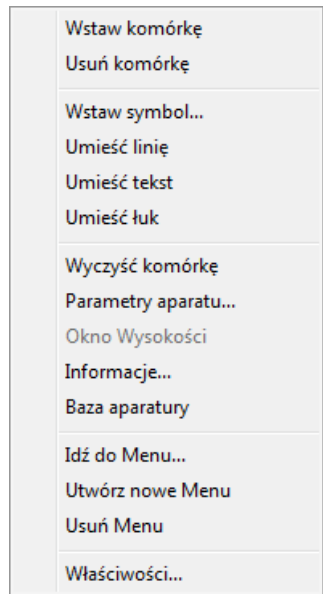 Wstaw komórkę
Usuń komórkę
Wstaw symbol...
Umieść linię
Umieść tekst
Umieść łuk
Wyczyść komórkę
Parametry aparatu...
Okno Wysokości
Informacje...
Baza aparatury
Idź do Menu...
Utwórz nowe Menu
Usuń Menu
Właściwości...